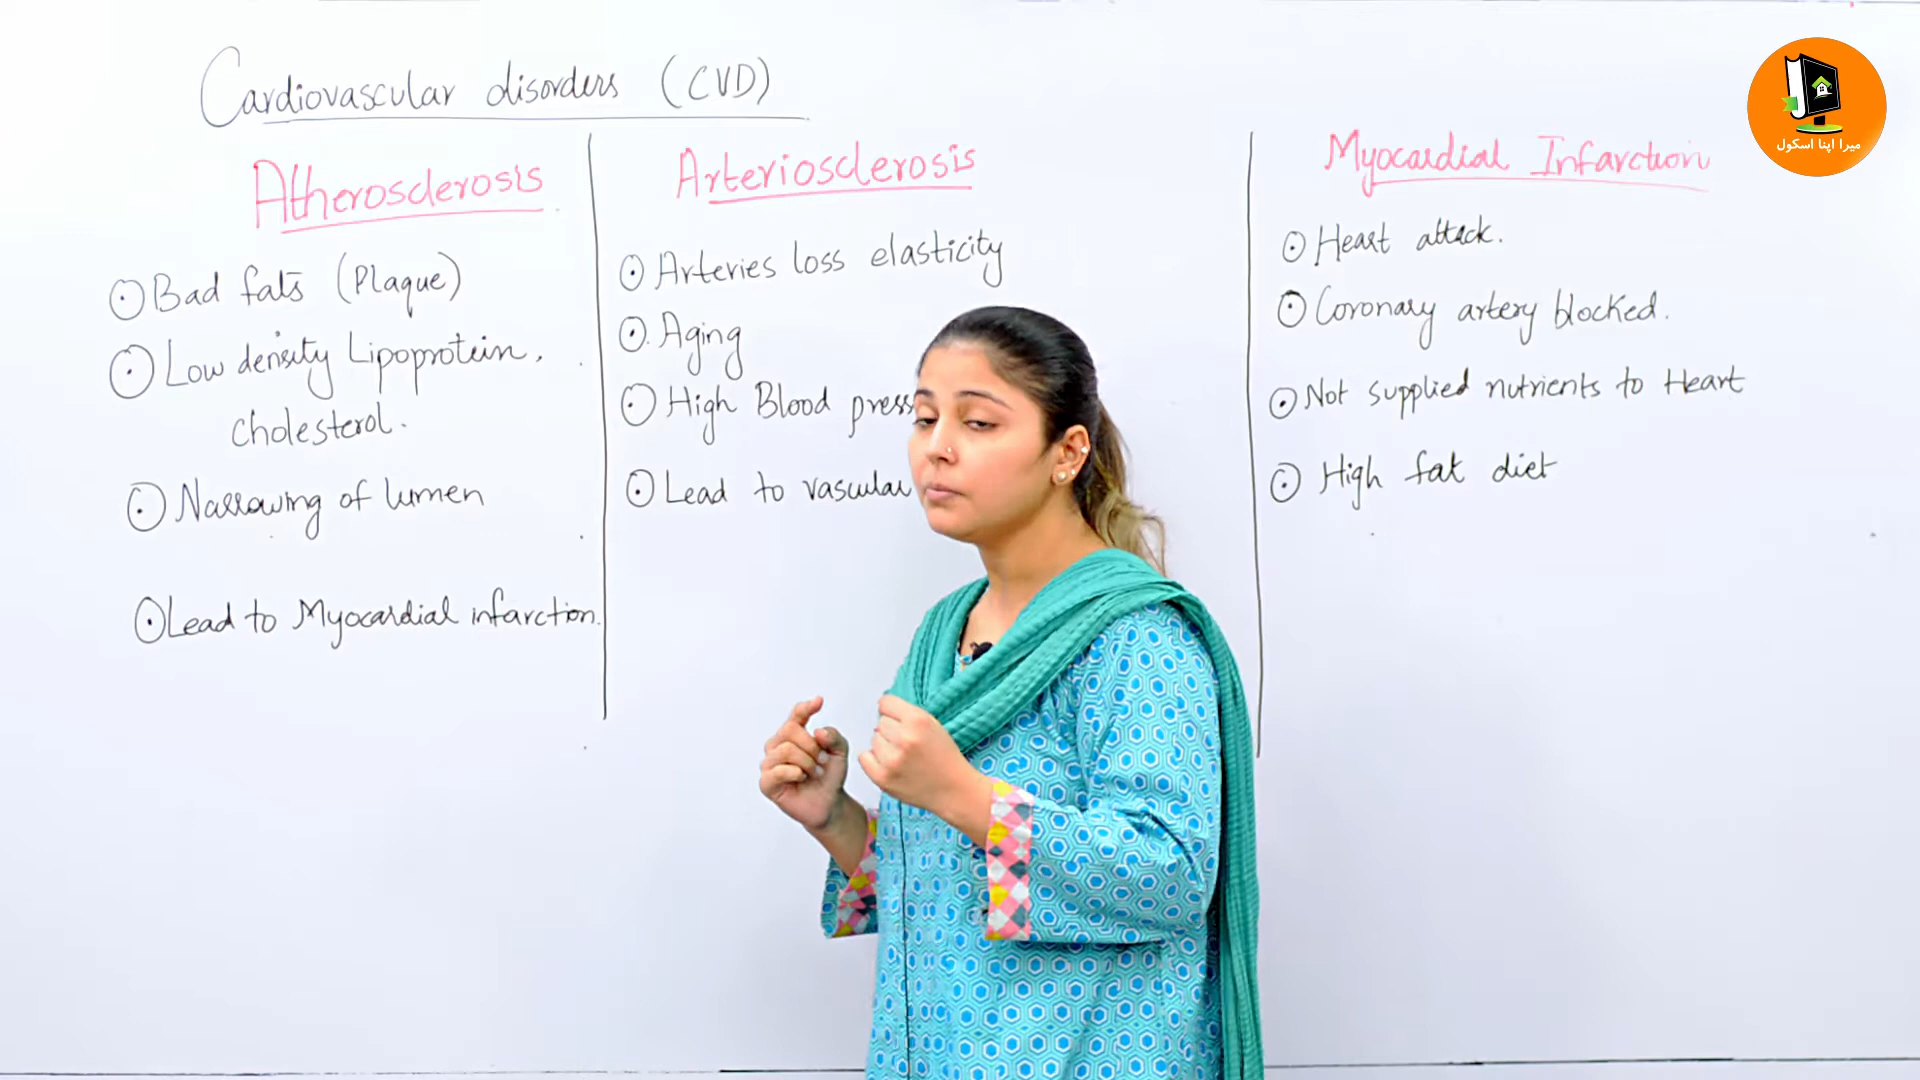 Cardiovascular disorders (CVD)
Atherosclerosis
⊙ Bad fats (Plaque)
⊙ Low density Lipoprotein.
cholesterol.
⊙ Narrowing of lumen
⊙ Lead to Myocardial infarction.
Arteriosclerosis
⊙ Arteries loss elasticity
⊙ Aging
⊙ High Blood press
⊙ Lead to vascular
Myocardial Infarction
⊙ Heart attack.
⊙ Coronary artery blocked.
⊙ Not supplied nutrients to Heart
⊙ High fat diet
میرا اپنا اسکول